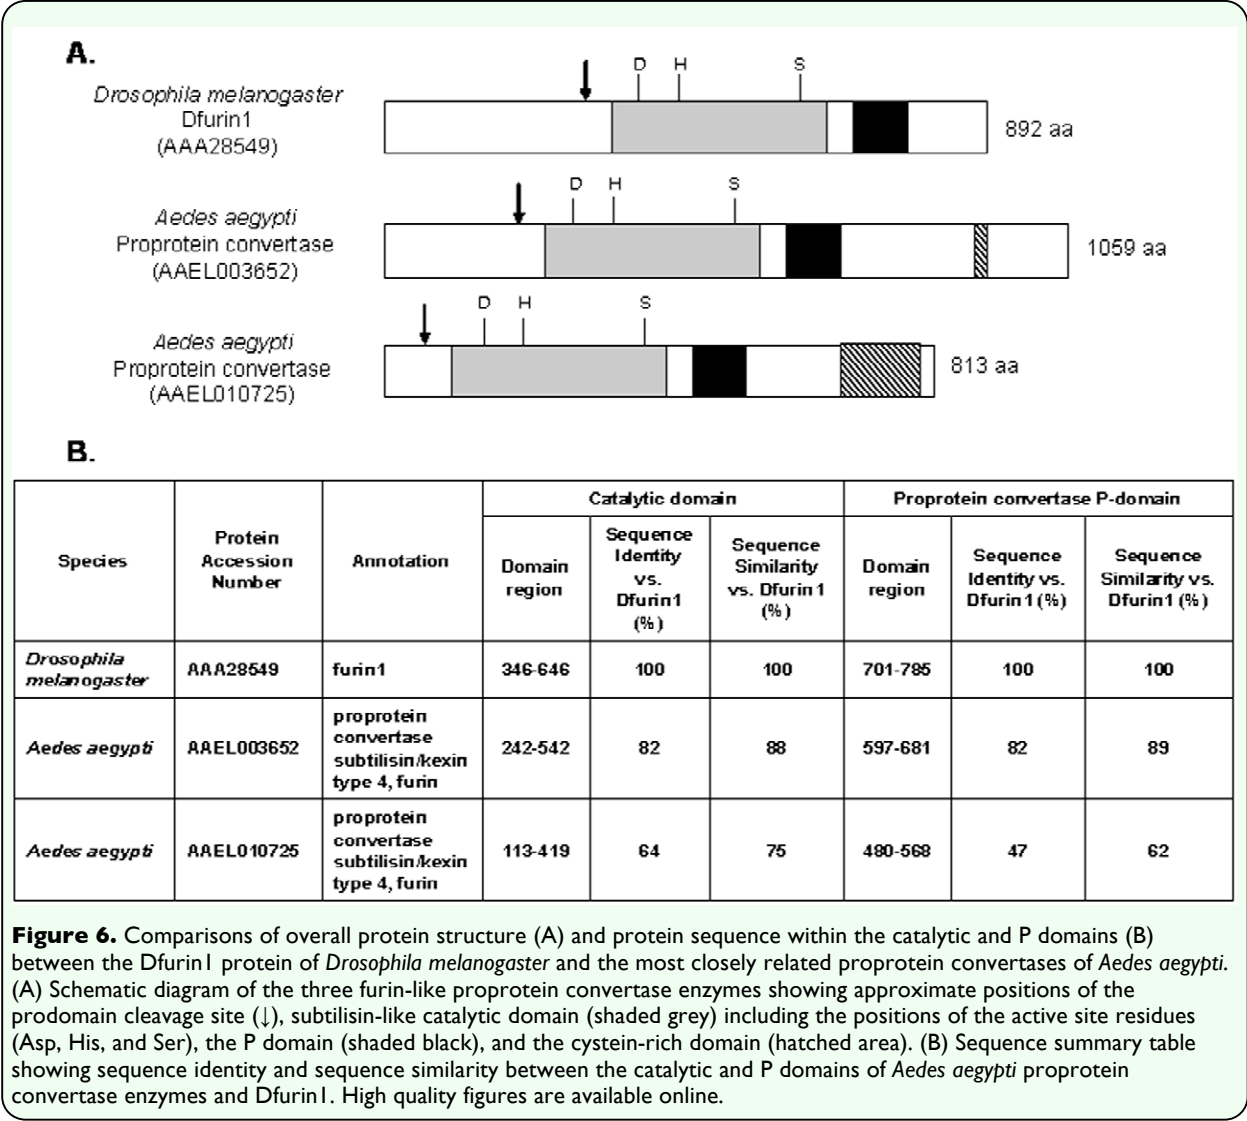 A.
D H S
Drosophila melanogaster
Dfurin1
(AAA28549)
892 aa
D H S
Aedes aegypti
Proprotein convertase
(AAEL003652)
1059 aa
D H S
Aedes aegypti
Proprotein convertase
(AAEL010725)
813 aa
B.
Species
Protein
Accession
Number
Annotation
Catalytic domain
Proprotein convertase P-domain
Domain
region
Sequence
Identity
vs.
Dfurin1
(%)
Sequence
Similarity
vs. Dfurin1
(%)
Domain
region
Sequence
Identity vs.
Dfurin1 (%)
Sequence
Similarity vs.
Dfurin1 (%)
Drosophila
melanogaster
AAA28549
furin1
346-646
100
100
701-785
100
100
Aedes aegypti
AAEL003652
proprotein
convertase
subtilisin/kexin
type 4, furin
242-542
82
88
597-681
82
89
Aedes aegypti
AAEL010725
proprotein
convertase
subtilisin/kexin
type 4, furin
113-419
64
75
480-568
47
62
Figure 6. Comparisons of overall protein structure (A) and protein sequence within the catalytic and P domains (B)
between the Dfurin1 protein of Drosophila melanogaster and the most closely related proprotein convertases of Aedes aegypti.
(A) Schematic diagram of the three furin-like proprotein convertase enzymes showing approximate positions of the
prodomain cleavage site (↓), subtilisin-like catalytic domain (shaded grey) including the positions of the active site residues
(Asp, His, and Ser), the P domain (shaded black), and the cystein-rich domain (hatched area). (B) Sequence summary table
showing sequence identity and sequence similarity between the catalytic and P domains of Aedes aegypti proprotein
convertase enzymes and Dfurin1. High quality figures are available online.